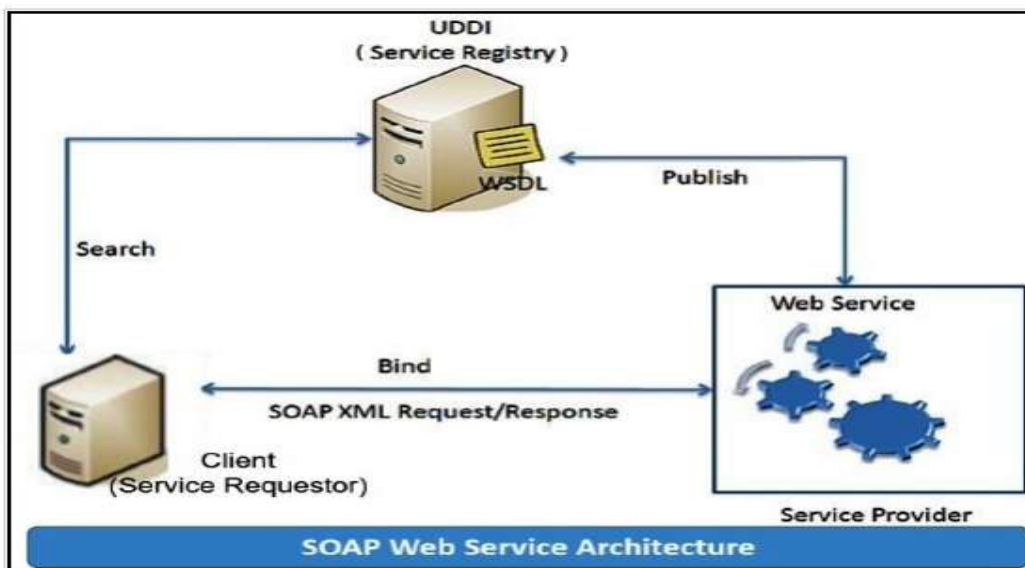 UDDI
( Service Registry )
WSDL
Publish
Search
Web Service
Bind
SOAP XML Request/Response
Client
(Service Requestor)
Service Provider
SOAP Web Service Architecture